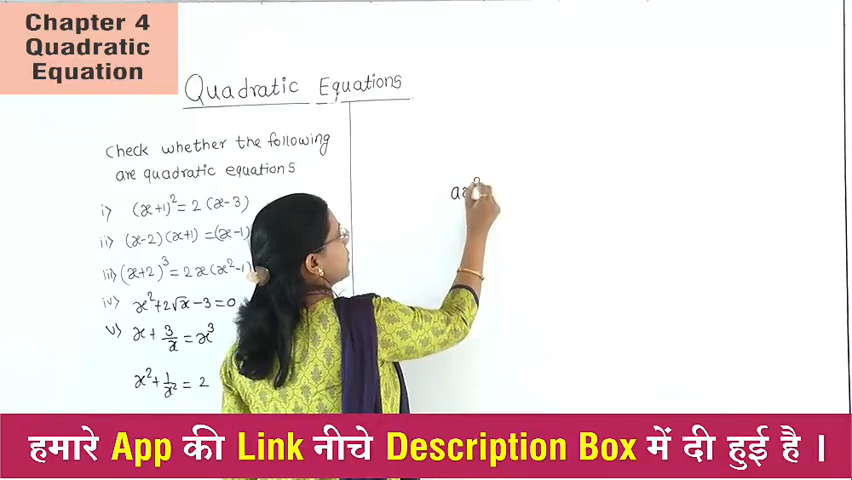 Chapter 4
Quadratic
Equation
Quadratic Equations
Check whether the following
are quadratic equations
i) (x+1)² = 2(x-3)
ii) (x-2)(x+1) = (x-1)
iii) (x+2)³ = 2x(x²-1)
iv) x²+2√x-3=0
v) x + 3/x = x³
x² + 1/x² = 2
ax²
हमारे App की Link नीचे Description Box में दी हुई है ।